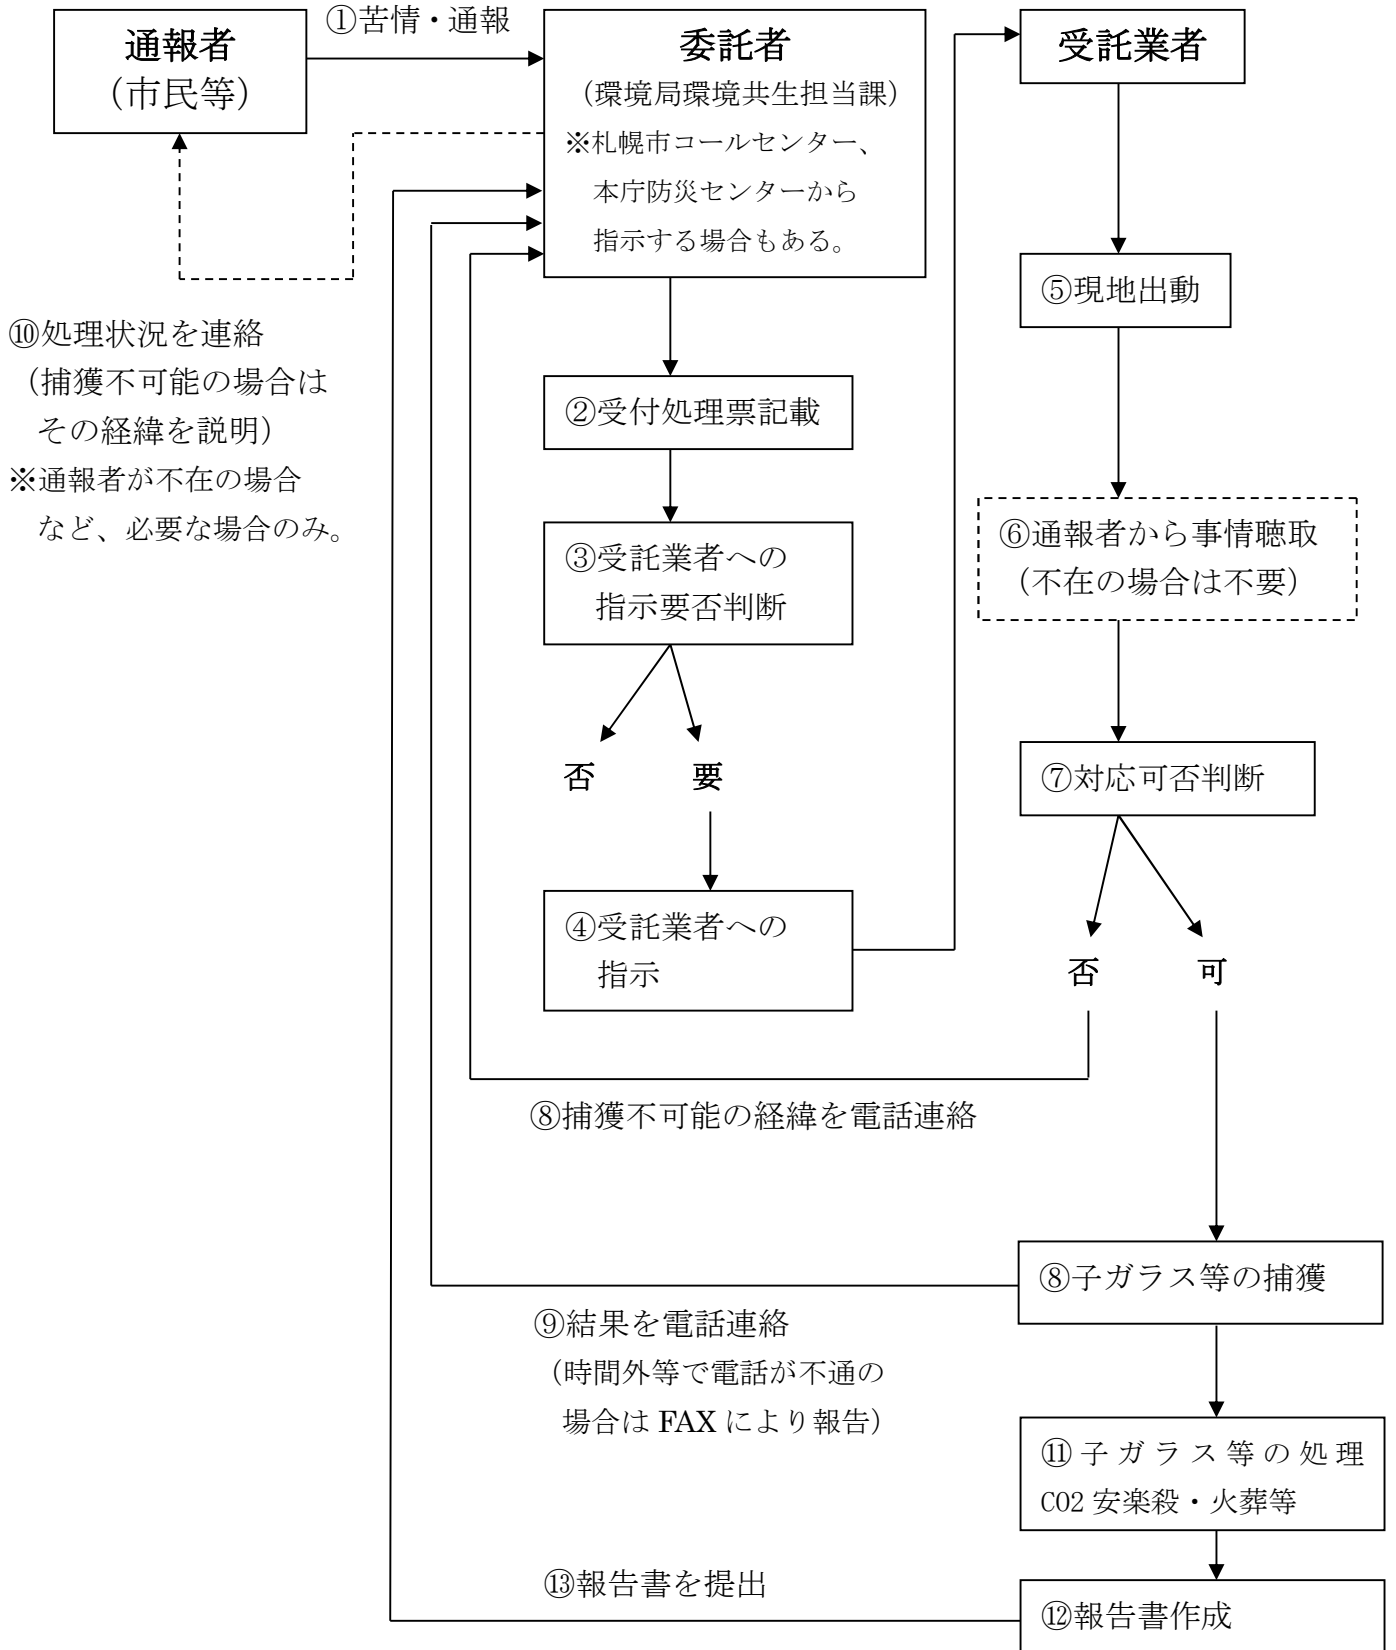 ①苦情・通報
通報者
（市民等）
委託者
（環境局環境共生担当課）
※札幌市コールセンター、
本庁防災センターから
指示する場合もある。
受託業者
⑤現地出動
⑩処理状況を連絡
（捕獲不可能の場合は
その経緯を説明）
※通報者が不在の場合
など、必要な場合のみ。
②受付処理票記載
③受託業者への
指示要否判断
⑥通報者から事情聴取
（不在の場合は不要）
否
要
⑦対応可否判断
④受託業者への
指示
否
可
⑧捕獲不可能の経緯を電話連絡
⑧子ガラス等の捕獲
⑨結果を電話連絡
（時間外等で電話が不通の
場合は FAX により報告）
⑪子ガラス等の処理
CO2 安楽殺・火葬等
⑬報告書を提出
⑫報告書作成